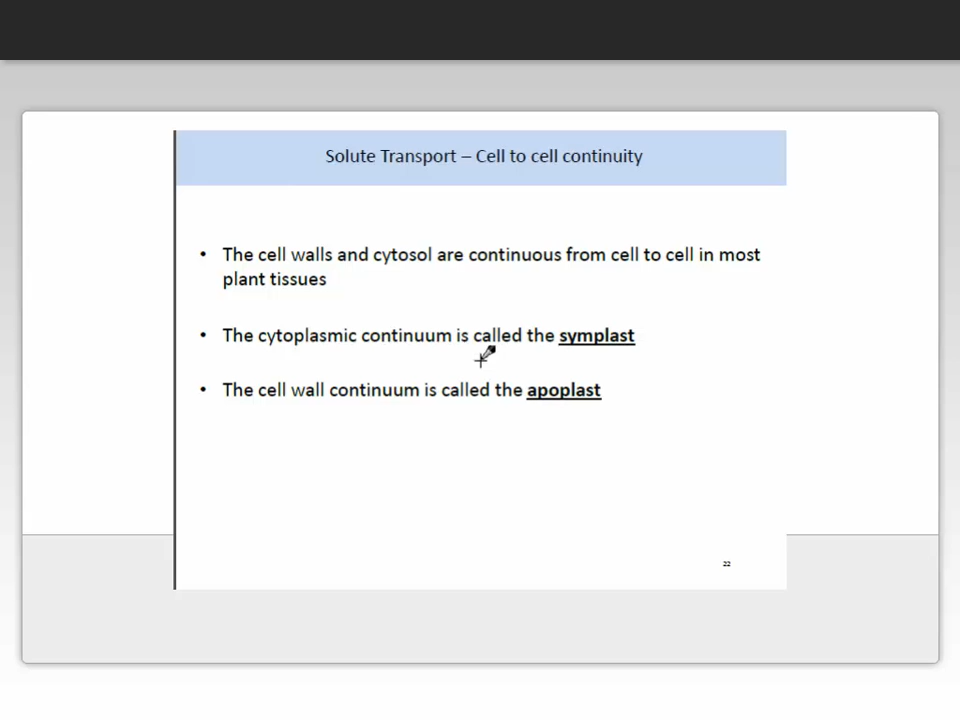 Solute Transport – Cell to cell continuity
• The cell walls and cytosol are continuous from cell to cell in most
plant tissues
• The cytoplasmic continuum is called the symplast
• The cell wall continuum is called the apoplast
22